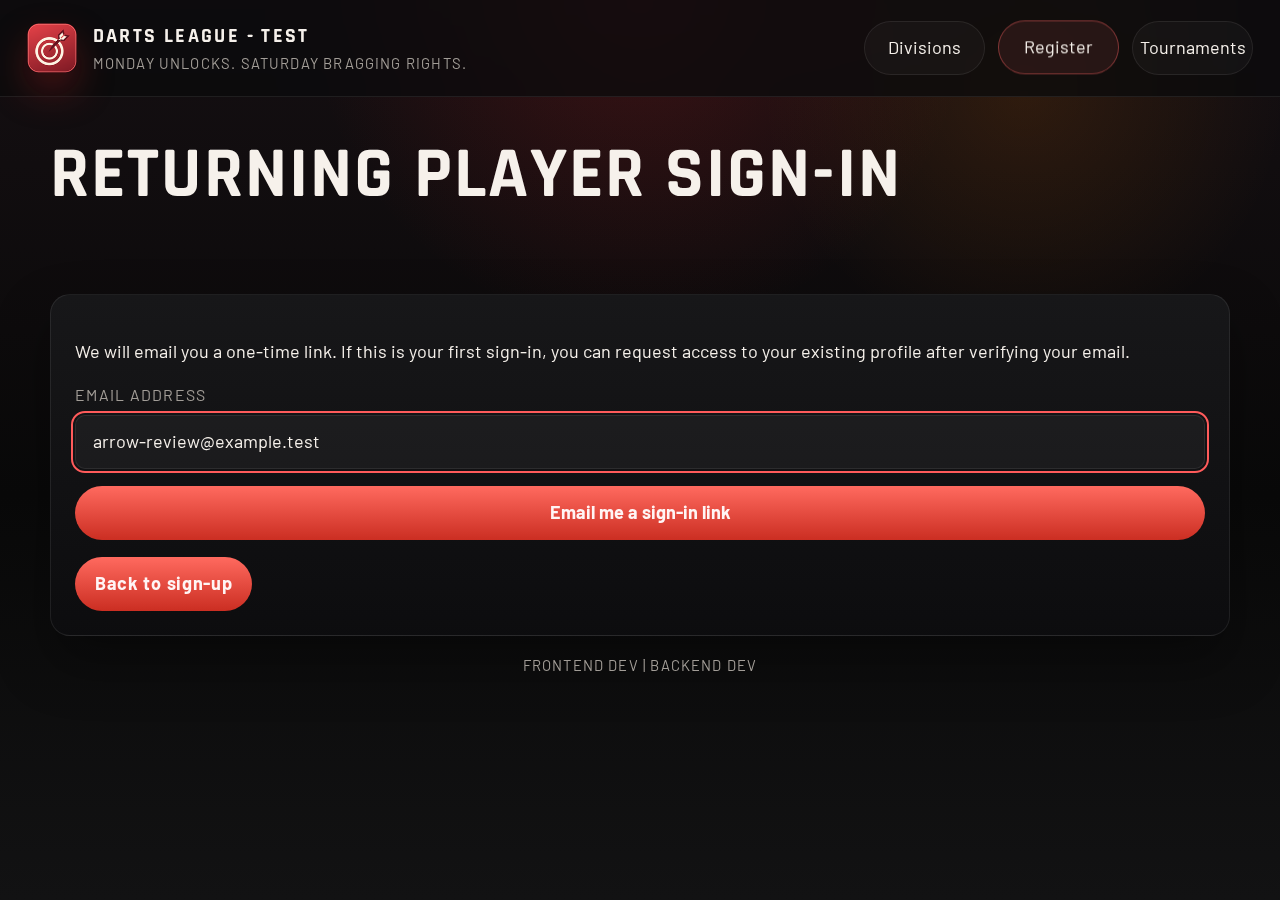 DARTS LEAGUE - TEST
MONDAY UNLOCKS. SATURDAY BRAGGING RIGHTS.
Divisions
Register
Tournaments
RETURNING PLAYER SIGN-IN
We will email you a one-time link. If this is your first sign-in, you can request access to your existing profile after verifying your email.
EMAIL ADDRESS
arrow-review@example.test
Email me a sign-in link
Back to sign-up
FRONTEND DEV | BACKEND DEV